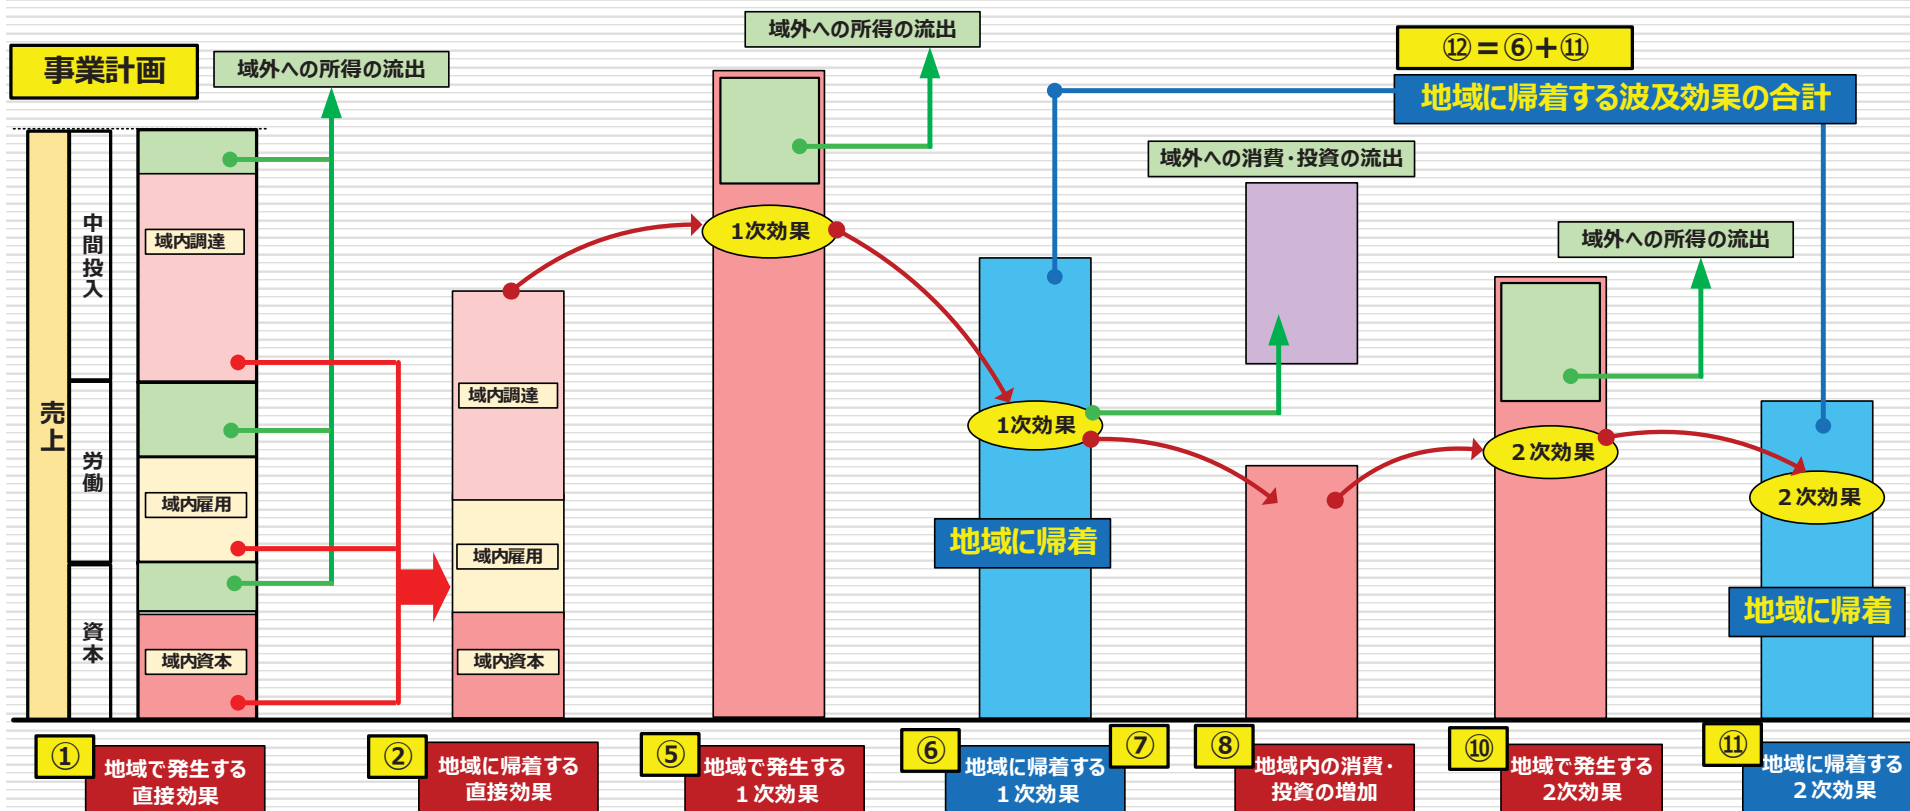 事業計画
域外への所得の流出
域外への所得の流出
⑫＝⑥＋⑪
地域に帰着する波及効果の合計
域外への消費・投資の流出
域外への所得の流出
売上
中間投入
労働
資本
域内調達
域内雇用
域内資本
域内調達
域内雇用
域内資本
1次効果
1次効果
地域に帰着
２次効果
２次効果
地域に帰着
①
地域で発生する
直接効果
②
地域に帰着する
直接効果
⑤
地域で発生する
１次効果
⑥
地域に帰着する
１次効果
⑦
⑧
地域内の消費・
投資の増加
⑩
地域で発生する
2次効果
⑪
地域に帰着する
２次効果